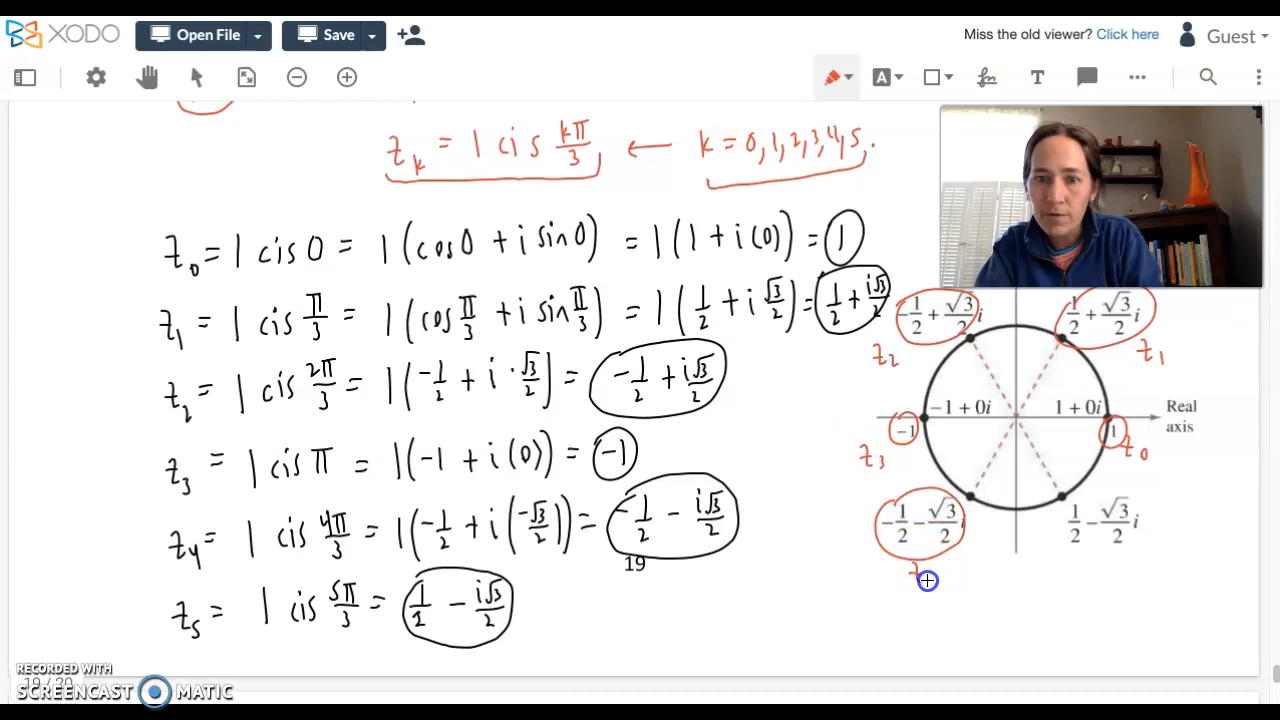 XODO Open File Save Miss the old viewer? Click here Guest
z_k = 1 cis kπ/3 ← k = 0, 1, 2, 3, 4, 5.
z_0 = 1 cis 0 = 1(cos 0 + i sin 0) = 1(1 + i(0)) = 1
z_1 = 1 cis π/3 = 1(cos π/3 + i sin π/3) = 1(1/2 + i √3/2) = 1/2 + i√3/2
z_2 = 1 cis 2π/3 = 1(-1/2 + i · √3/2) = -1/2 + i√3/2
z_3 = 1 cis π = 1(-1 + i(0)) = -1
z_4 = 1 cis 4π/3 = 1(-1/2 + i(-√3/2)) = -1/2 - i√3/2
19
z_5 = 1 cis 5π/3 = 1/2 - i√3/2
-1/2 + √3/2 i
1/2 + √3/2 i
z_2
z_1
-1 + 0i
1 + 0i
Real
axis
-1
1
z_3
z_0
-1/2 - √3/2 i
1/2 - √3/2 i
RECORDED WITH
SCREENCAST MATIC
19 / 20